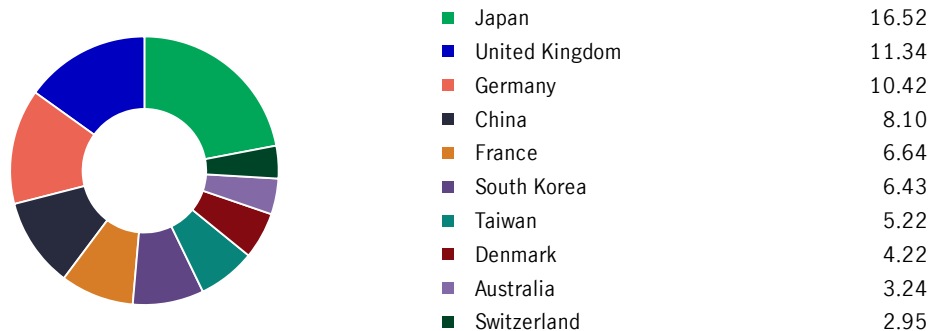 Japan 16.52
United Kingdom 11.34
Germany 10.42
China 8.10
France 6.64
South Korea 6.43
Taiwan 5.22
Denmark 4.22
Australia 3.24
Switzerland 2.95